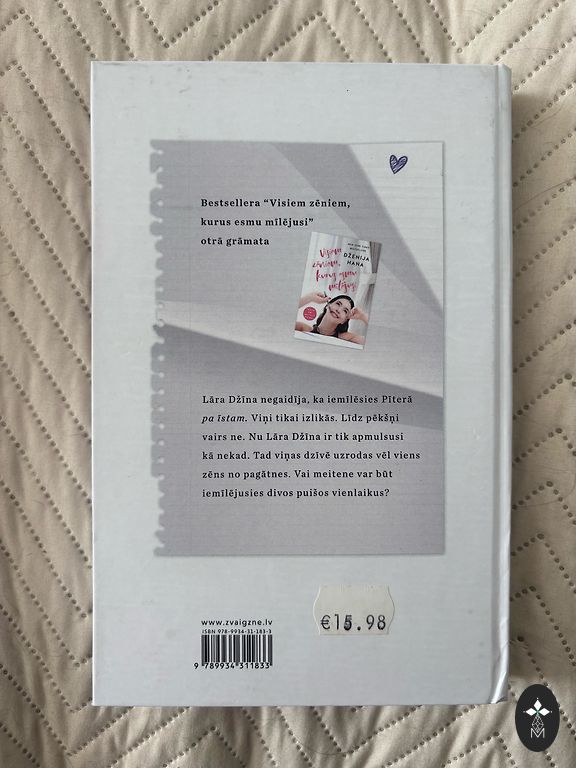 Bestsellera “Visiem zēniem,
kurus esmu mīlējusi”
otrā grāmata
DŽENIJA
HANA
Visiem
zēniem,
kurus esmu
mīlējusi
Lāra Džīna negaidīja, ka iemīlēsies Pīterā
pa īstam. Viņi tikai izlikās. Līdz pēkšņi
vairs ne. Nu Lāra Džīna ir tik apmulsusi
kā nekad. Tad viņas dzīvē uzrodas vēl viens
zēns no pagātnes. Vai meitene var būt
iemīlējusies divos puišos vienlaikus?
www.zvaigzne.lv
ISBN 978-9934-31-183-3
9 789934 311833
€15.98
M